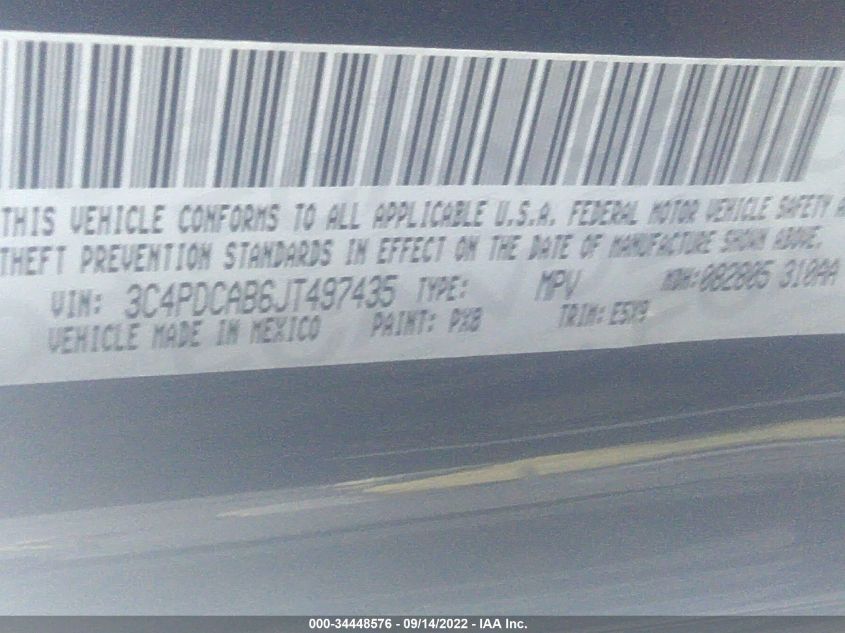 THIS VEHICLE CONFORMS TO ALL APPLICABLE U.S.A. FEDERAL MOTOR VEHICLE SAFETY A
THEFT PREVENTION STANDARDS IN EFFECT ON THE DATE OF MANUFACTURE SHOWN ABOVE.
VIN: 3C4PDCAB6JT497435 TYPE: MPV MDH: 082805 310AA
VEHICLE MADE IN MEXICO PAINT: PX8 TRIM: E5X9
000-34448576 - 09/14/2022 - IAA Inc.